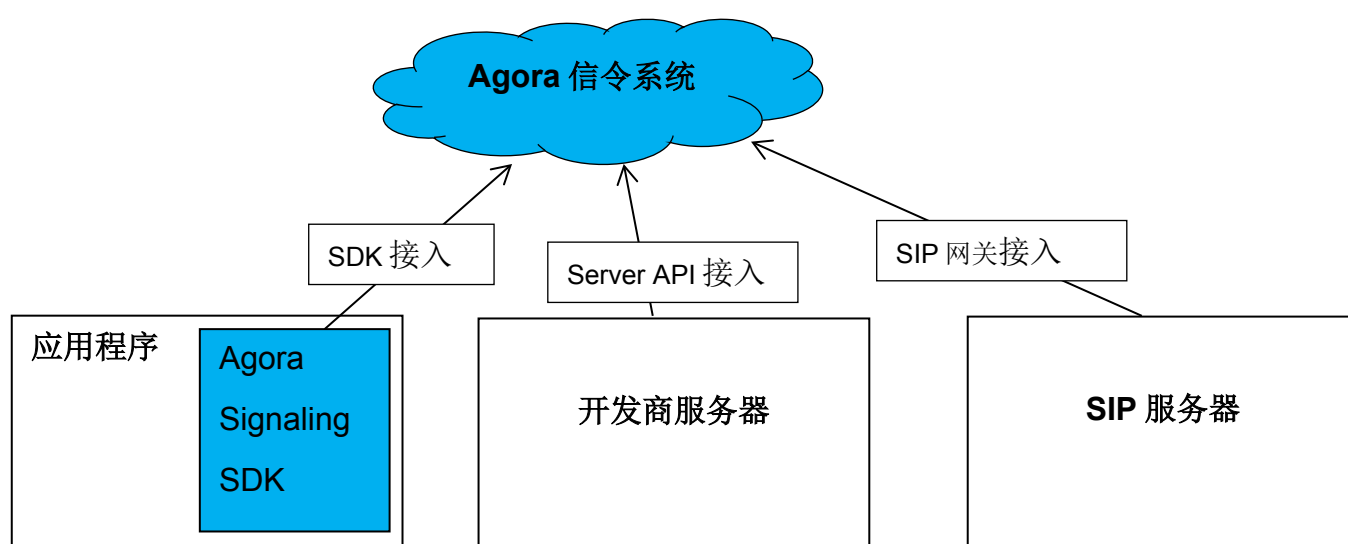 Agora 信令系统
SDK 接入
Server API 接入
SIP 网关接入
应用程序
Agora
Signaling
SDK
开发商服务器
SIP 服务器